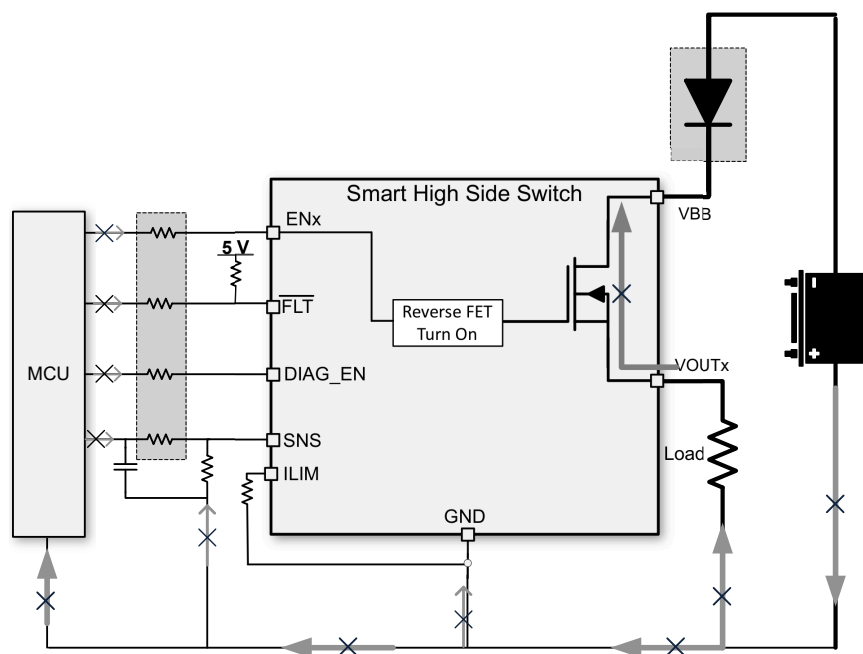 Smart High Side Switch
VBB
ENx
5 V
FLT
Reverse FET
Turn On
MCU
DIAG_EN
VOUTx
SNS
ILIM
Load
GND
-
+